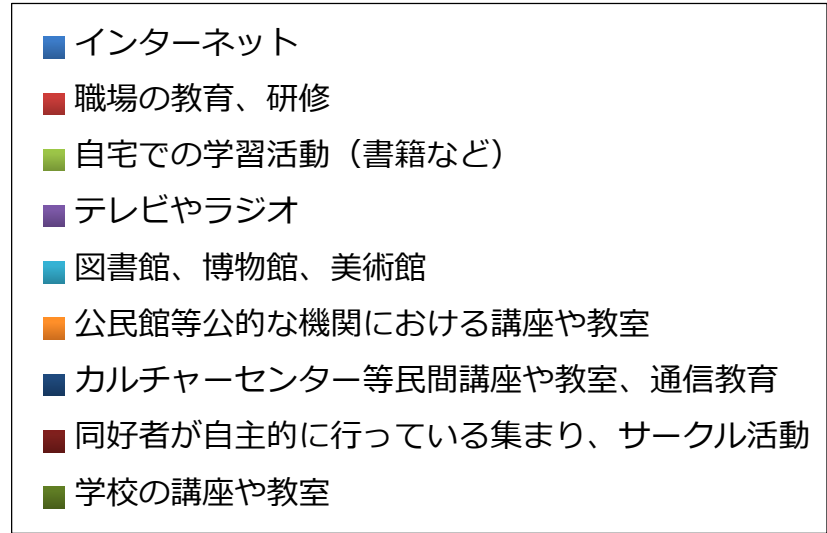 インターネット
職場の教育、研修
自宅での学習活動（書籍など）
テレビやラジオ
図書館、博物館、美術館
公民館等公的な機関における講座や教室
カルチャーセンター等民間講座や教室、通信教育
同好者が自主的に行っている集まり、サークル活動
学校の講座や教室